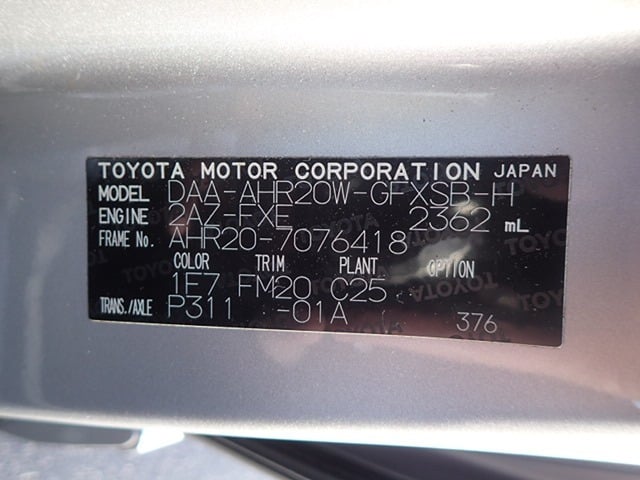 TOYOTA MOTOR CORPORATION JAPAN
MODEL DAA-AHR20W-GFXSB-H
ENGINE 2AZ-FXE 2362 mL
FRAME No. AHR20-7076418
COLOR TRIM PLANT OPTION
1F7 FM20 C25
TRANS./AXLE P311 -01A
376